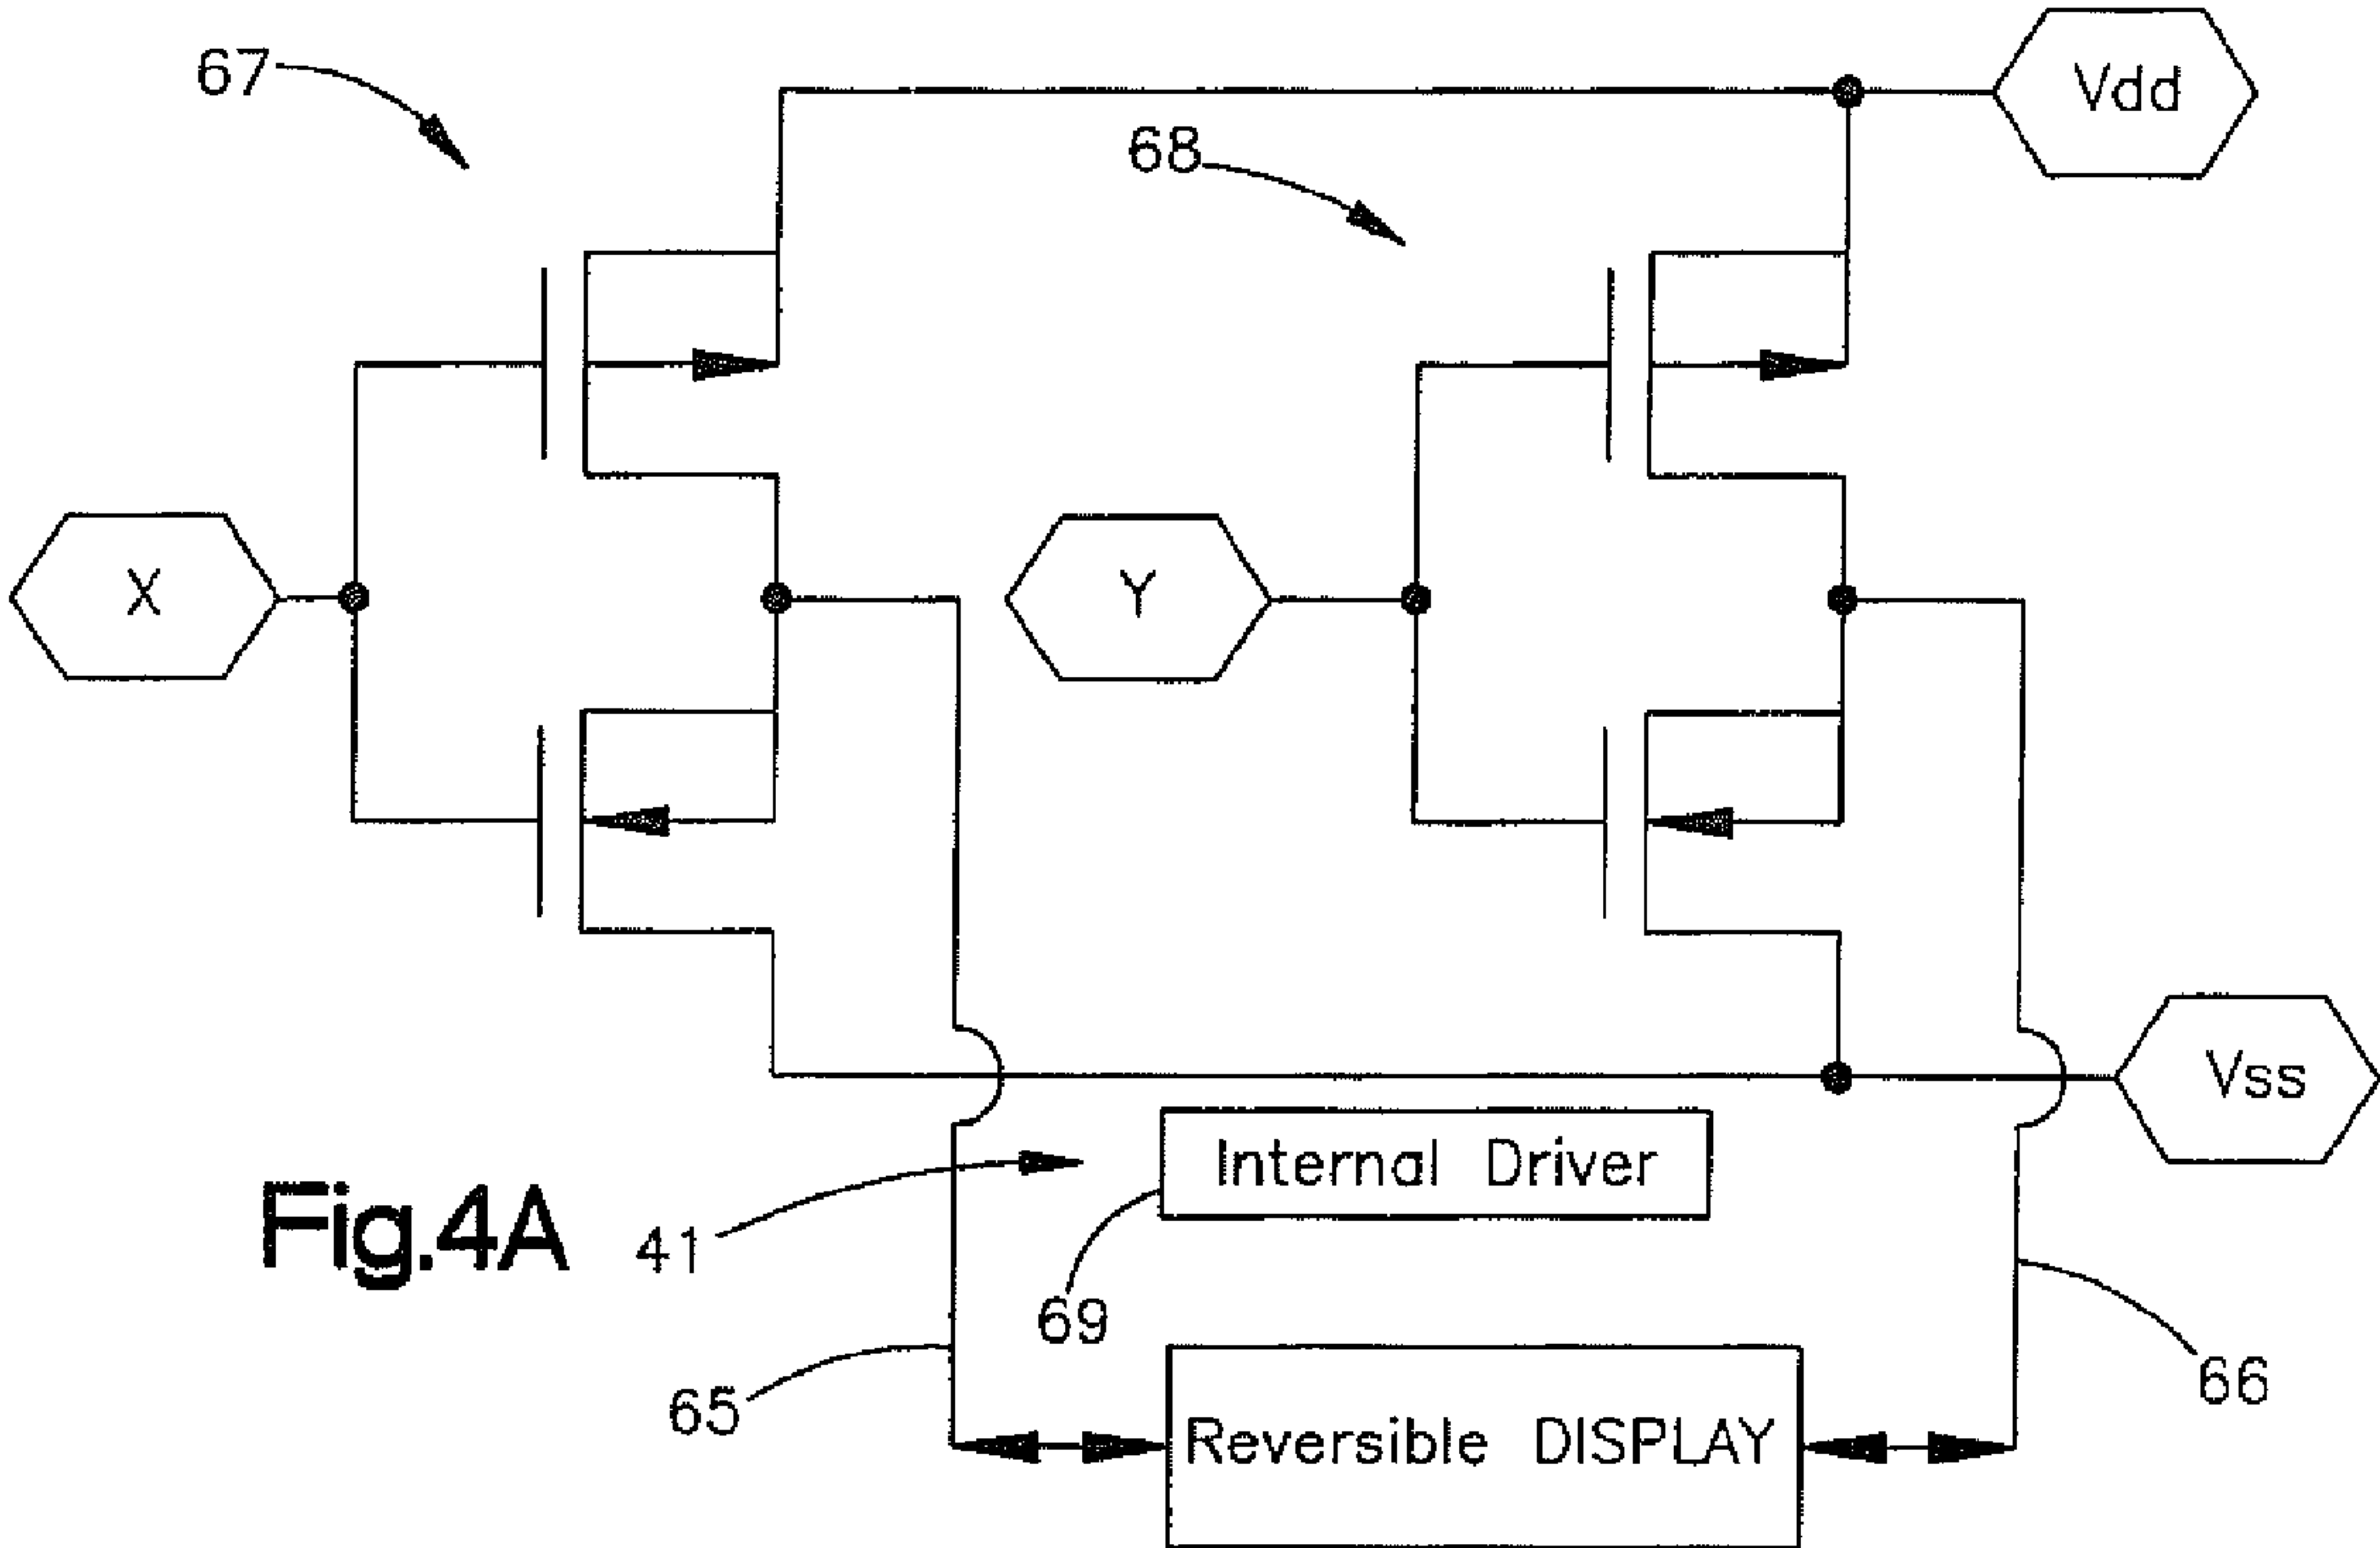 67
Vdd
68
X
Y
Vss
Internal Driver
Fig.4A
41
69
65
66
Reversible DISPLAY